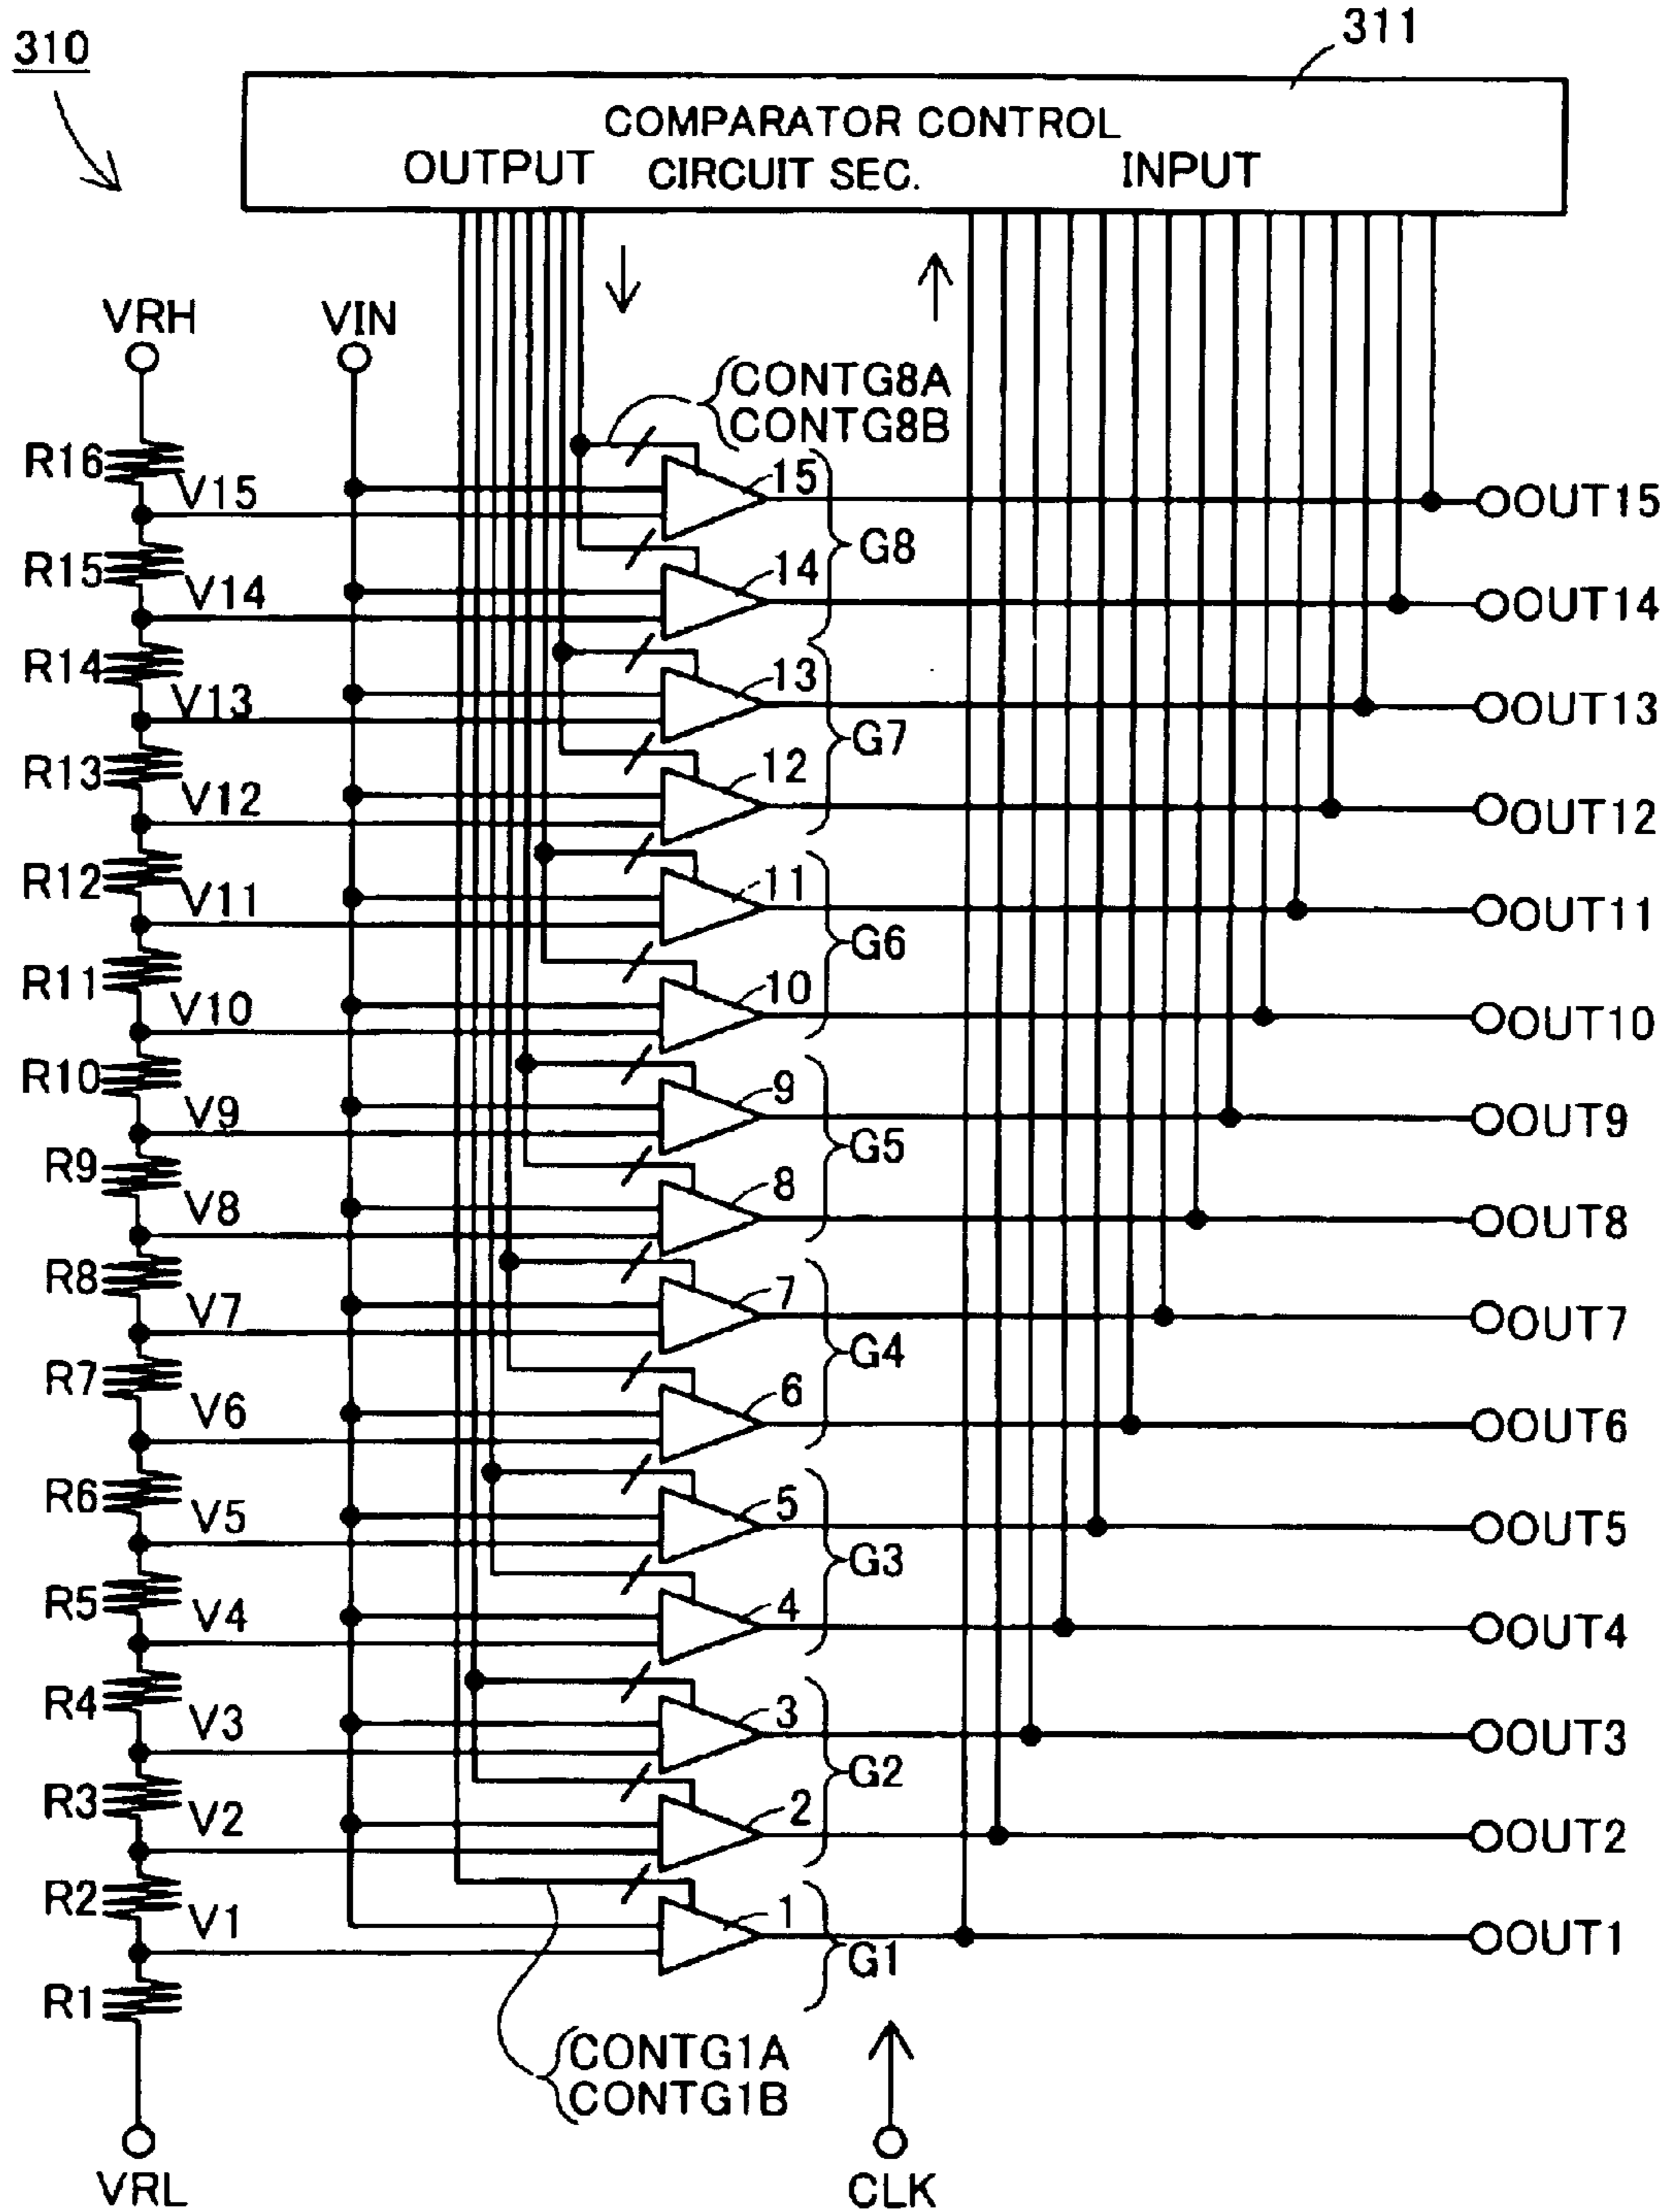 310
311
COMPARATOR CONTROL
OUTPUT CIRCUIT SEC. INPUT
VRH VIN
CONTG8A
CONTG8B
R16 V15 15 OUT15
G8
R15 V14 14 OUT14
R14 V13 13 OUT13
G7
R13 V12 12 OUT12
R12 V11 11 OUT11
G6
R11 V10 10 OUT10
R10 V9 9 OUT9
G5
R9 V8 8 OUT8
R8 V7 7 OUT7
G4
R7 V6 6 OUT6
R6 V5 5 OUT5
G3
R5 V4 4 OUT4
R4 V3 3 OUT3
G2
R3 V2 2 OUT2
R2 V1 1 OUT1
G1
R1
CONTG1A
CONTG1B
VRL CLK